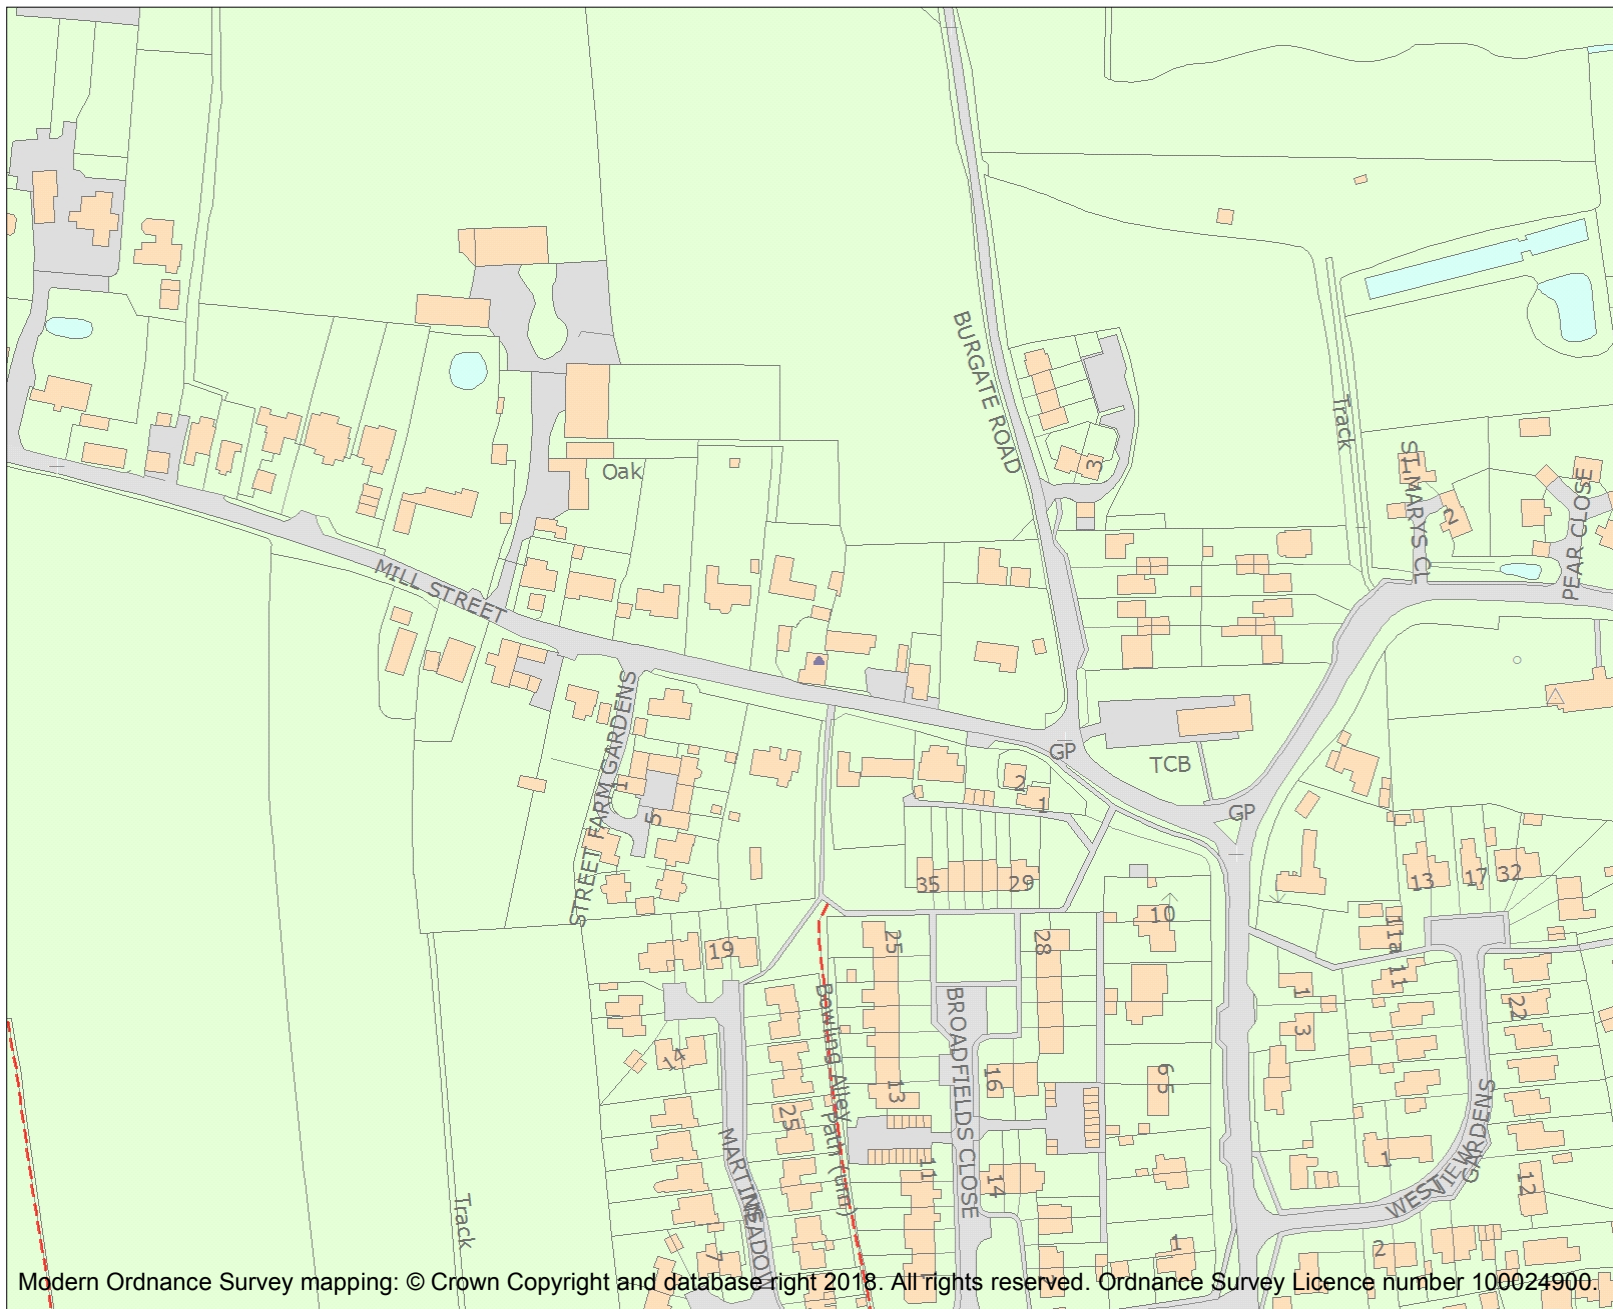 BURGATE ROAD
Track
3
ST MARYS CL
1
2
PEAR CLOSE
Oak
MILL STREET
STREET FARM GARDENS
1
5
GP
TCB
GP
2
1
35
29
13
17
32
10
11a
11
19
25
28
1
3
22
14
Bowling Alley
Path (um)
BROADFIELDS CLOSE
16
13
6 5
25
MARTINS MEADOW
11
14
WESTVIEW
GARDENS
1
12
Track
7
1
2
Modern Ordnance Survey mapping: © Crown Copyright and database right 2018. All rights reserved. Ordnance Survey Licence number 100024900.